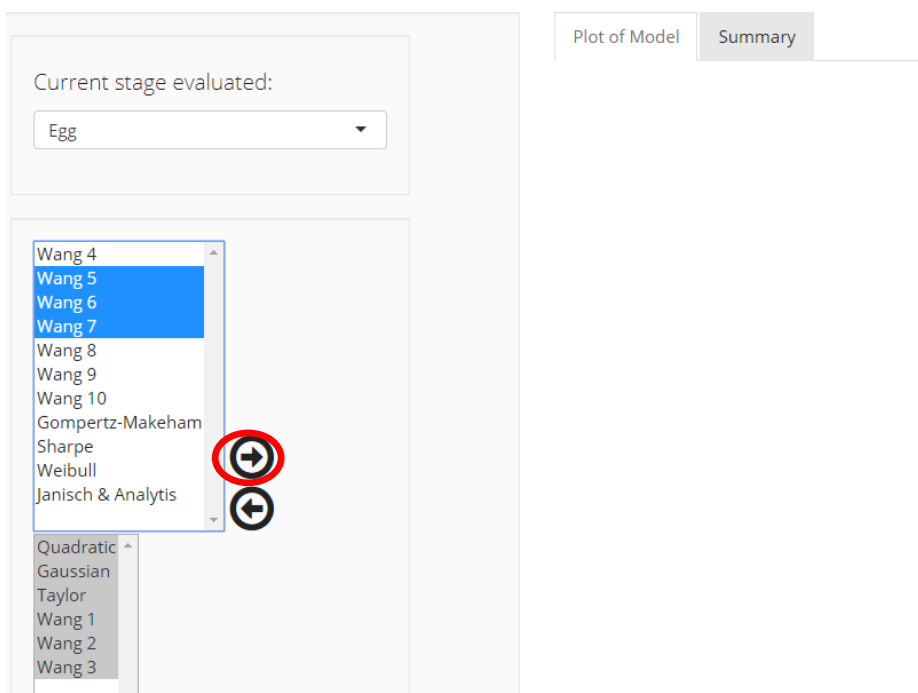 Plot of Model
Summary
Current stage evaluated:
Egg
Wang 4
Wang 5
Wang 6
Wang 7
Wang 8
Wang 9
Wang 10
Gompertz-Makeham
Sharpe
Weibull
Janisch & Analytis
Quadratic
Gaussian
Taylor
Wang 1
Wang 2
Wang 3